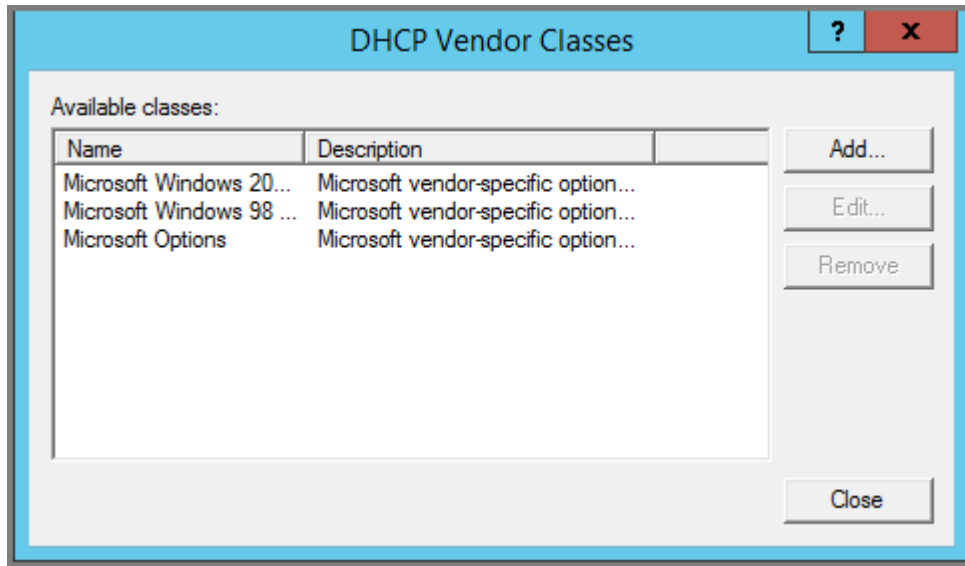 DHCP Vendor Classes
? x
Available classes:
Name Description
Microsoft Windows 20... Microsoft vendor-specific option...
Microsoft Windows 98 ... Microsoft vendor-specific option...
Microsoft Options Microsoft vendor-specific option...
Add...
Edit...
Remove
Close